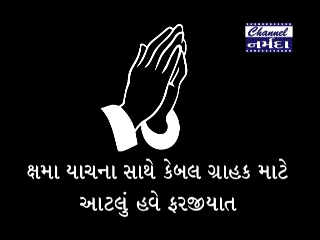 Channel
નર્મદા
ક્ષમા યાચના સાથે કેબલ ગ્રાહક માટે
આટલું હવે ફરજીયાત